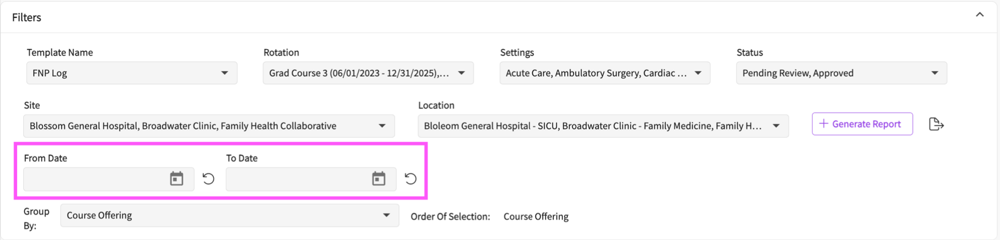 Filters
Template Name
Rotation
Settings
Status
FNP Log
Grad Course 3 (06/01/2023 - 12/31/2025),...
Acute Care, Ambulatory Surgery, Cardiac ...
Pending Review, Approved
Site
Location
Blossom General Hospital, Broadwater Clinic, Family Health Collaborative
Bloleom General Hospital - SICU, Broadwater Clinic - Family Medicine, Family H...
+ Generate Report
From Date
To Date
Group
By:
Course Offering
Order Of Selection:
Course Offering